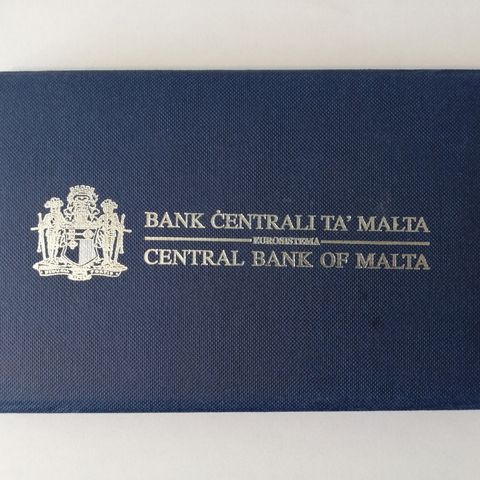 BANK ĊENTRALI TA' MALTA
EUROSISTEMA
CENTRAL BANK OF MALTA